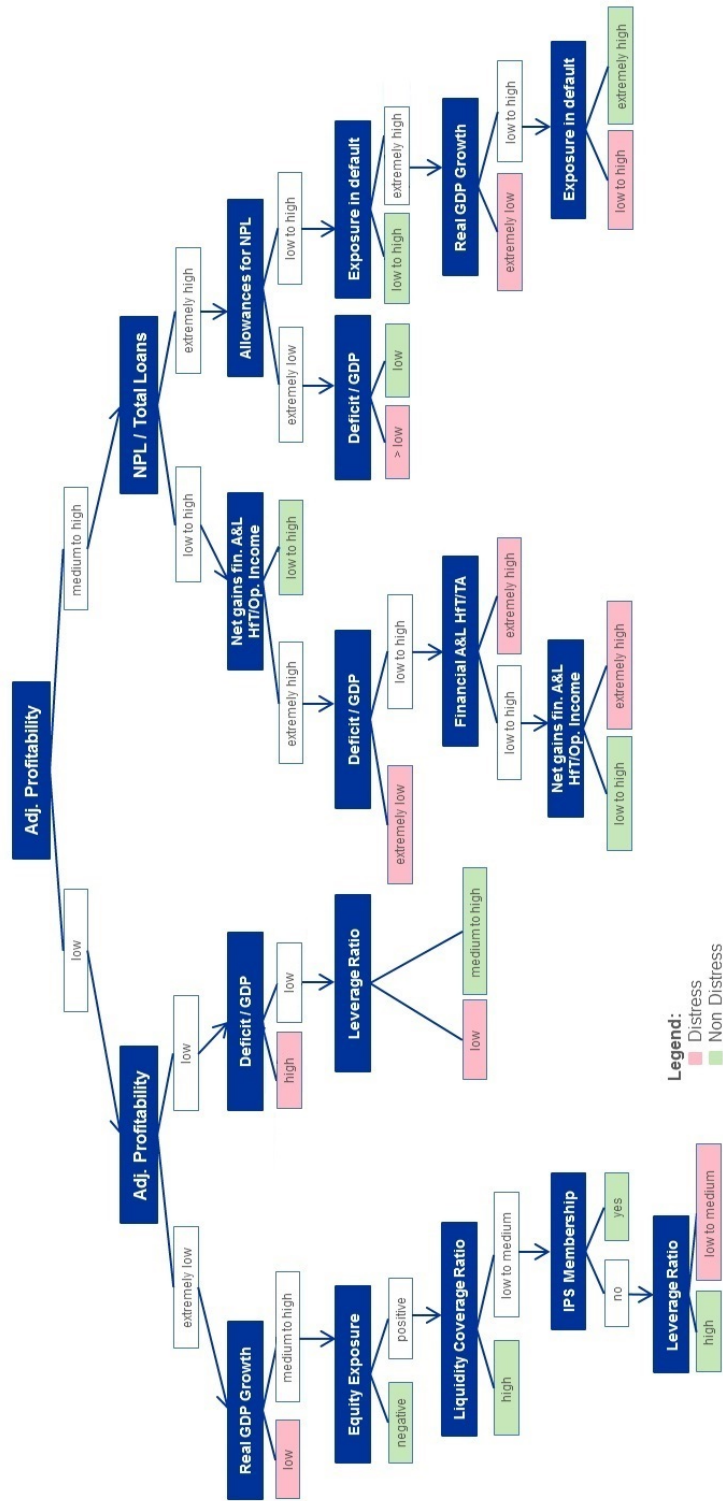 Adj. Profitability
low
medium to high
Adj. Profitability
NPL / Total Loans
extremely low
low
low to high
extremely high
Real GDP Growth
Deficit / GDP
Net gains fin. A&L
HfT/Op. Income
Allowances for NPL
low
medium to high
high
low
extremely high
low to high
extremely low
low to high
Equity Exposure
Leverage Ratio
Deficit / GDP
Deficit / GDP
Exposure in default
negative
positive
extremely low
low to high
> low
low
low to high
extremely high
Liquidity Coverage Ratio
low
medium to high
Financial A&L HfT/TA
Real GDP Growth
high
low to medium
low to high
extremely high
extremely low
low to high
IPS Membership
Net gains fin. A&L
HfT/Op. Income
Exposure in default
no
yes
low to high
extremely high
low to high
extremely high
Leverage Ratio
high
low to medium
Legend:
Distress
Non Distress